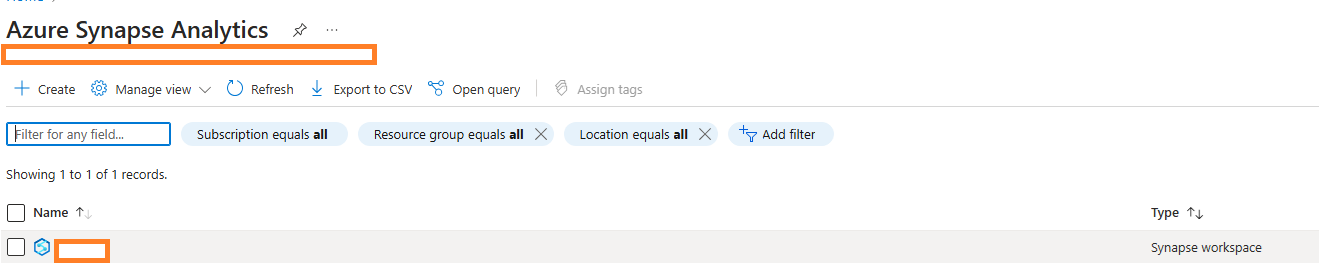 Azure Synapse Analytics ...
Create Manage view Refresh Export to CSV Open query Assign tags
Filter for any field... Subscription equals all Resource group equals all Location equals all Add filter
Showing 1 to 1 of 1 records.
Name Type
Synapse workspace